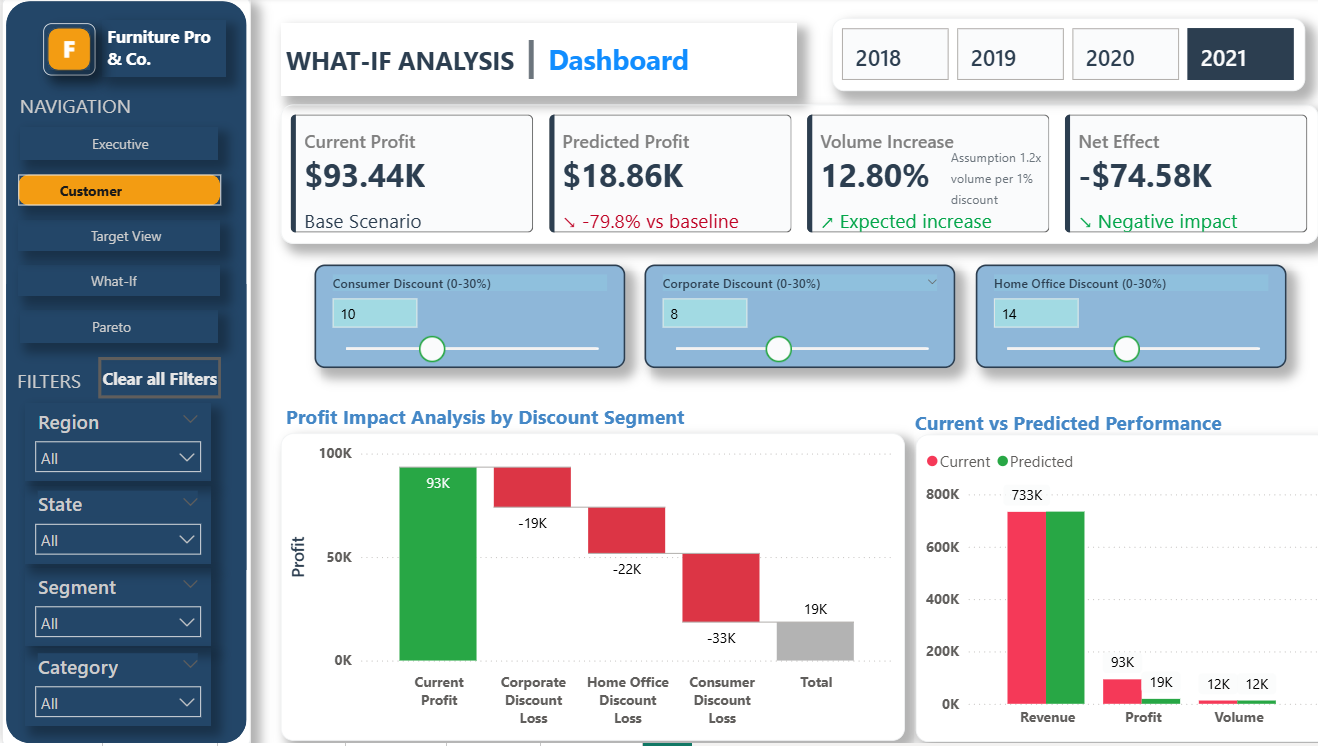 F
Furniture Pro
& Co.
NAVIGATION
Executive
Customer
Target View
What-If
Pareto
FILTERS
Clear all Filters
Region
All
State
All
Segment
All
Category
All
WHAT-IF ANALYSIS | Dashboard
2018
2019
2020
2021
Current Profit
$93.44K
Base Scenario
Predicted Profit
$18.86K
↘ -79.8% vs baseline
Volume Increase
12.80%
Assumption 1.2x
volume per 1%
discount
↗ Expected increase
Net Effect
-$74.58K
↘ Negative impact
Consumer Discount (0-30%)
10
Corporate Discount (0-30%)
8
Home Office Discount (0-30%)
14
Profit Impact Analysis by Discount Segment
Profit
100K
50K
0K
93K
-19K
-22K
-33K
19K
Current
Profit
Corporate
Discount
Loss
Home Office
Discount
Loss
Consumer
Discount
Loss
Total
Current vs Predicted Performance
Current
Predicted
800K
600K
400K
200K
0K
733K
93K
19K
12K
12K
Revenue
Profit
Volume